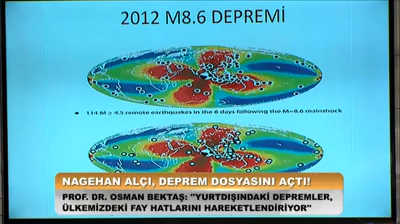 2012 M8.6 DEPREMİ
114 M ≥ 4.5 remote earthquakes in the 6 days following the M=8.6 mainshock
NAGEHAN ALÇI, DEPREM DOSYASINI AÇTI!
PROF. DR. OSMAN BEKTAŞ: "YURTDIŞINDAKİ DEPREMLER,
ÜLKEMİZDEKİ FAY HATLARINI HAREKETLENDİRİYOR"